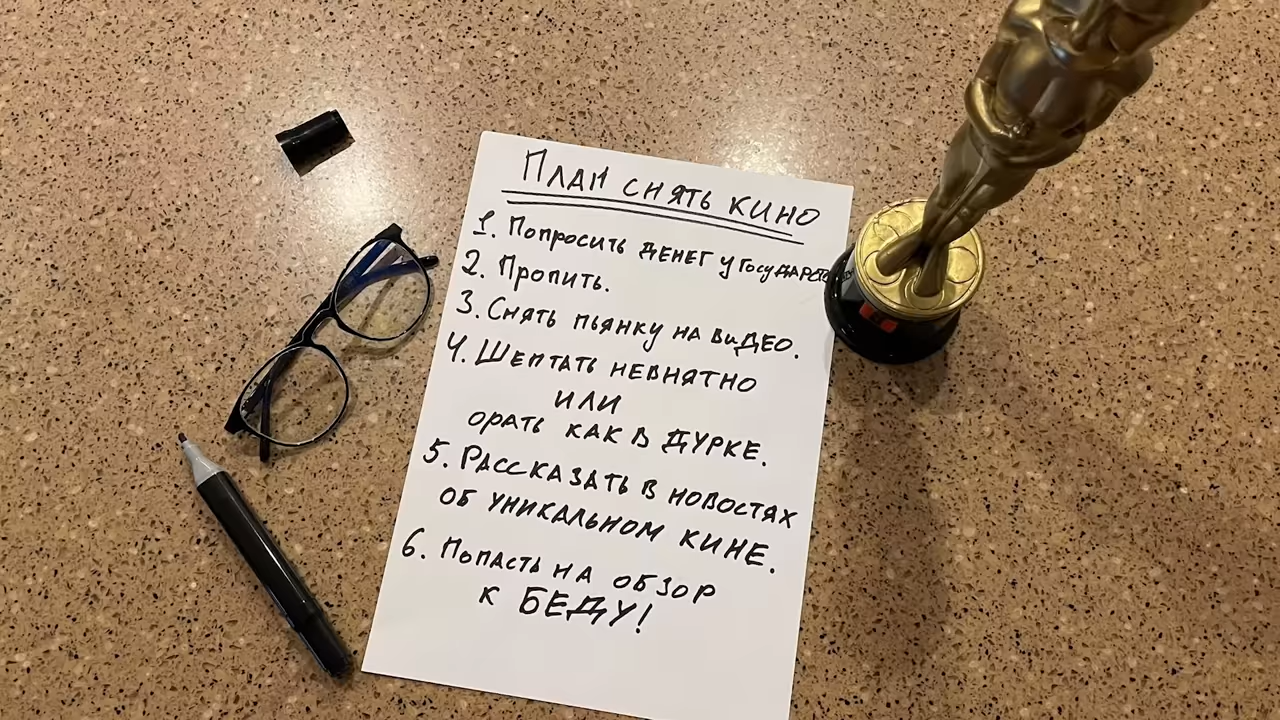 План снять кино
1. Попросить денег у государства
2. Пропить.
3. Снять пьянку на видео.
4. Шептать невнятно
или
орать как в дурке.
5. Рассказать в новостях
об уникальном кине.
6. Попасть на обзор
к БЕДУ!